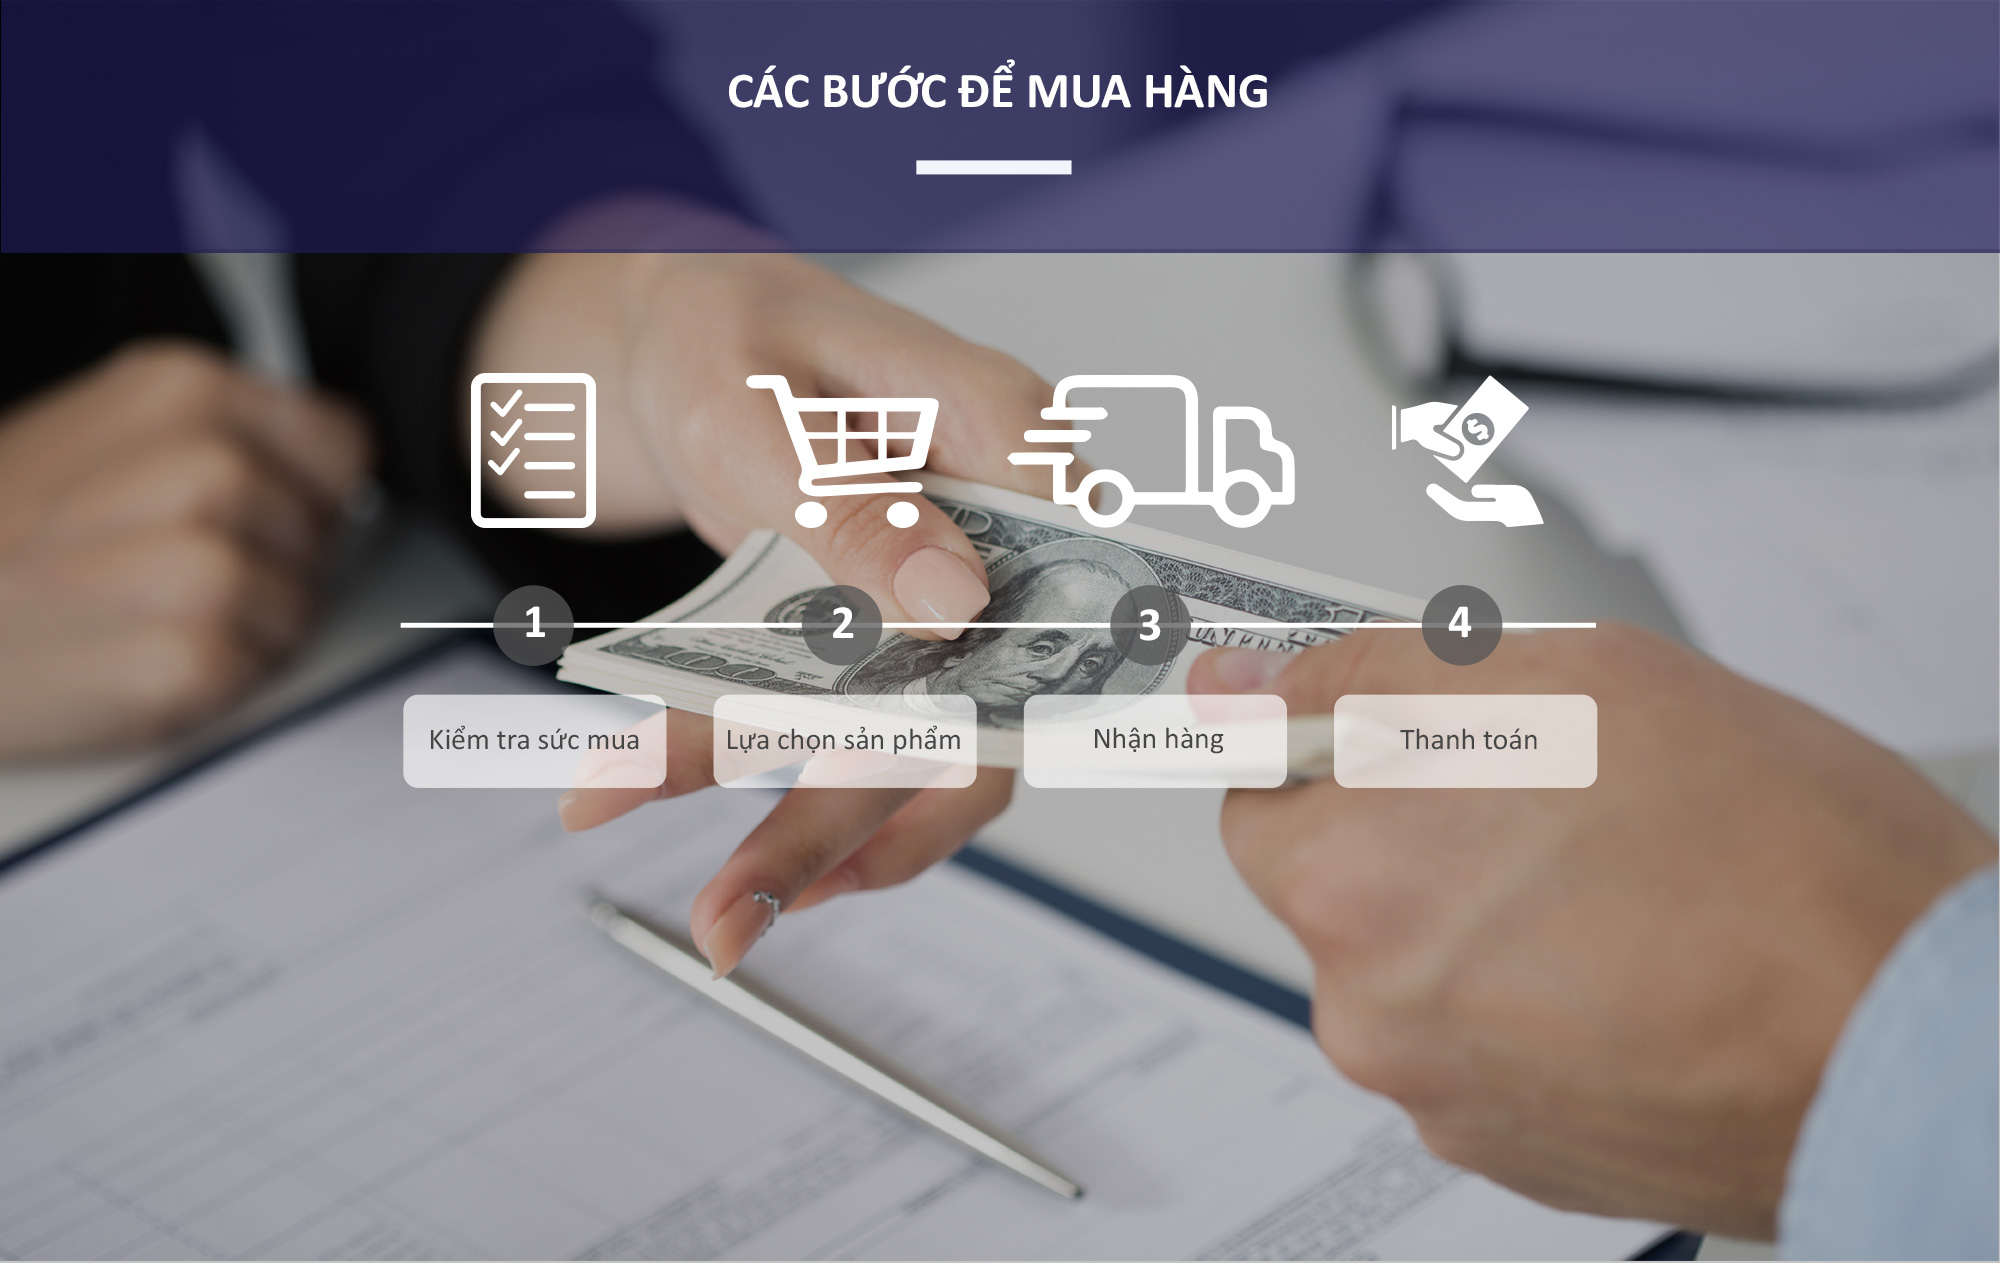 CÁC BƯỚC ĐỂ MUA HÀNG
1
2
3
4
Kiểm tra sức mua
Lựa chọn sản phẩm
Nhận hàng
Thanh toán